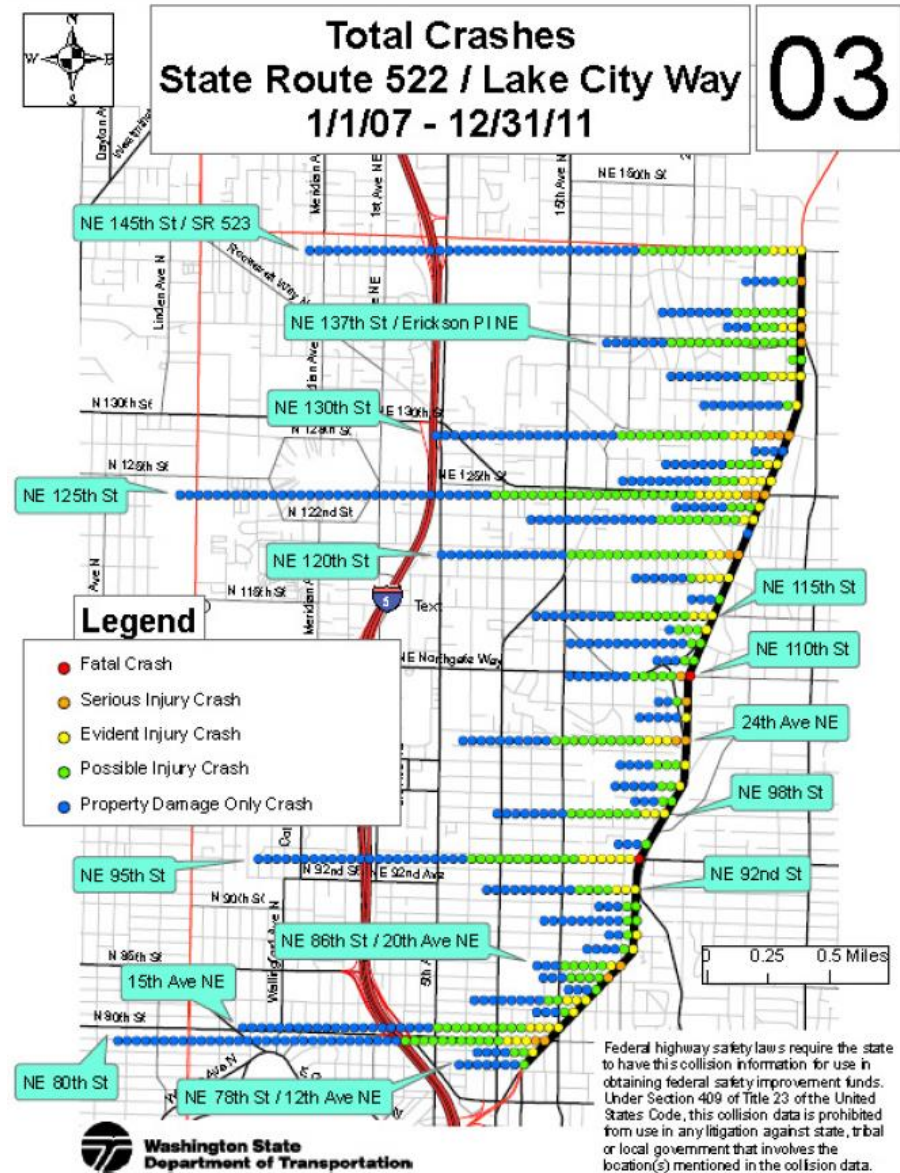 N
W
E
S
Total Crashes
State Route 522 / Lake City Way
1/1/07 - 12/31/11
03
Dayton Av
Meridian A
1st Ave NE
15th Ave NE
NE 150th St
NE 145th St / SR 523
Linden Ave N
NE 137th St / Erickson Pl NE
NE 130th St
N 130th St
NE 130th St
N 128th St
N 125th St
NE 125th St
NE 125th St
N 122nd St
NE 120th St
N 115th St
NE 115th St
Ave N
Meridian A
5
Text
Legend
Fatal Crash
Serious Injury Crash
Evident Injury Crash
Possible Injury Crash
Property Damage Only Crash
NE Northgate Way
NE 110th St
24th Ave NE
NE 98th St
NE 95th St
N 92nd St
NE 92nd Ave
NE 92nd St
N 90th St
NE 86th St / 20th Ave NE
Wallingford Ave N
5th A
0 0.25 0.5 Miles
N 85th St
15th Ave NE
N 80th St
NE 80th St
NE 78th St / 12th Ave NE
Federal highway safety laws require the state
to have this collision information for use in
obtaining federal safety improvement funds.
Under Section 409 of Title 23 of the United
States Code, this collision data is prohibited
from use in any litigation against state, tribal
or local government that involves the
location(s) mentioned in the collision data.
Washington State
Department of Transportation